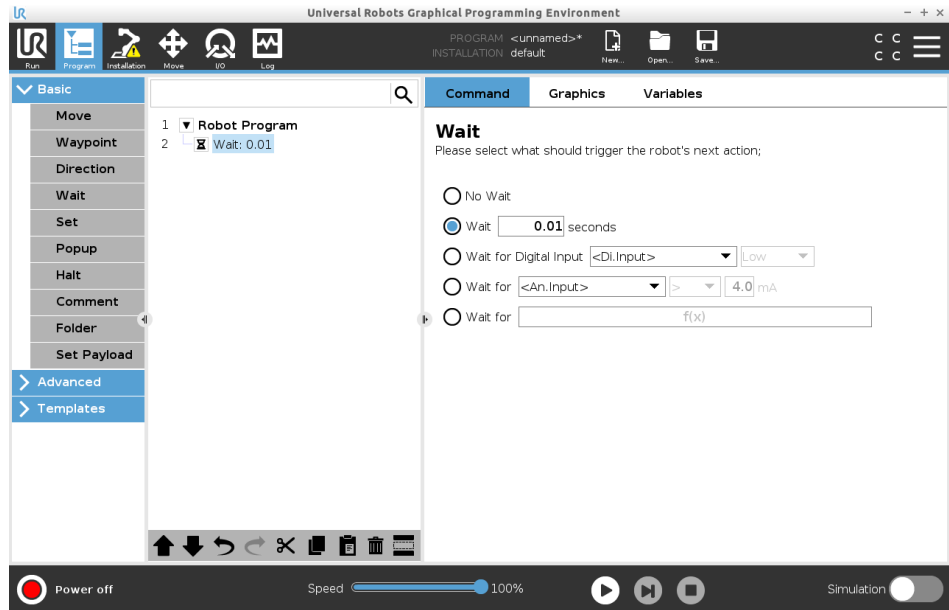 Universal Robots Graphical Programming Environment
UR
Run
Program
Installation
Move
I/O
Log
PROGRAM <unnamed>*
INSTALLATION default
New...
Open...
Save...
C C
C C
Basic
Move
Waypoint
Direction
Wait
Set
Popup
Halt
Comment
Folder
Set Payload
Advanced
Templates
1 Robot Program
2 Wait: 0.01
Command Graphics Variables
Wait
Please select what should trigger the robot's next action;
No Wait
Wait 0.01 seconds
Wait for Digital Input <Di.Input> Low
Wait for <An.Input> > 4.0 mA
Wait for f(x)
Power off
Speed 100%
Simulation